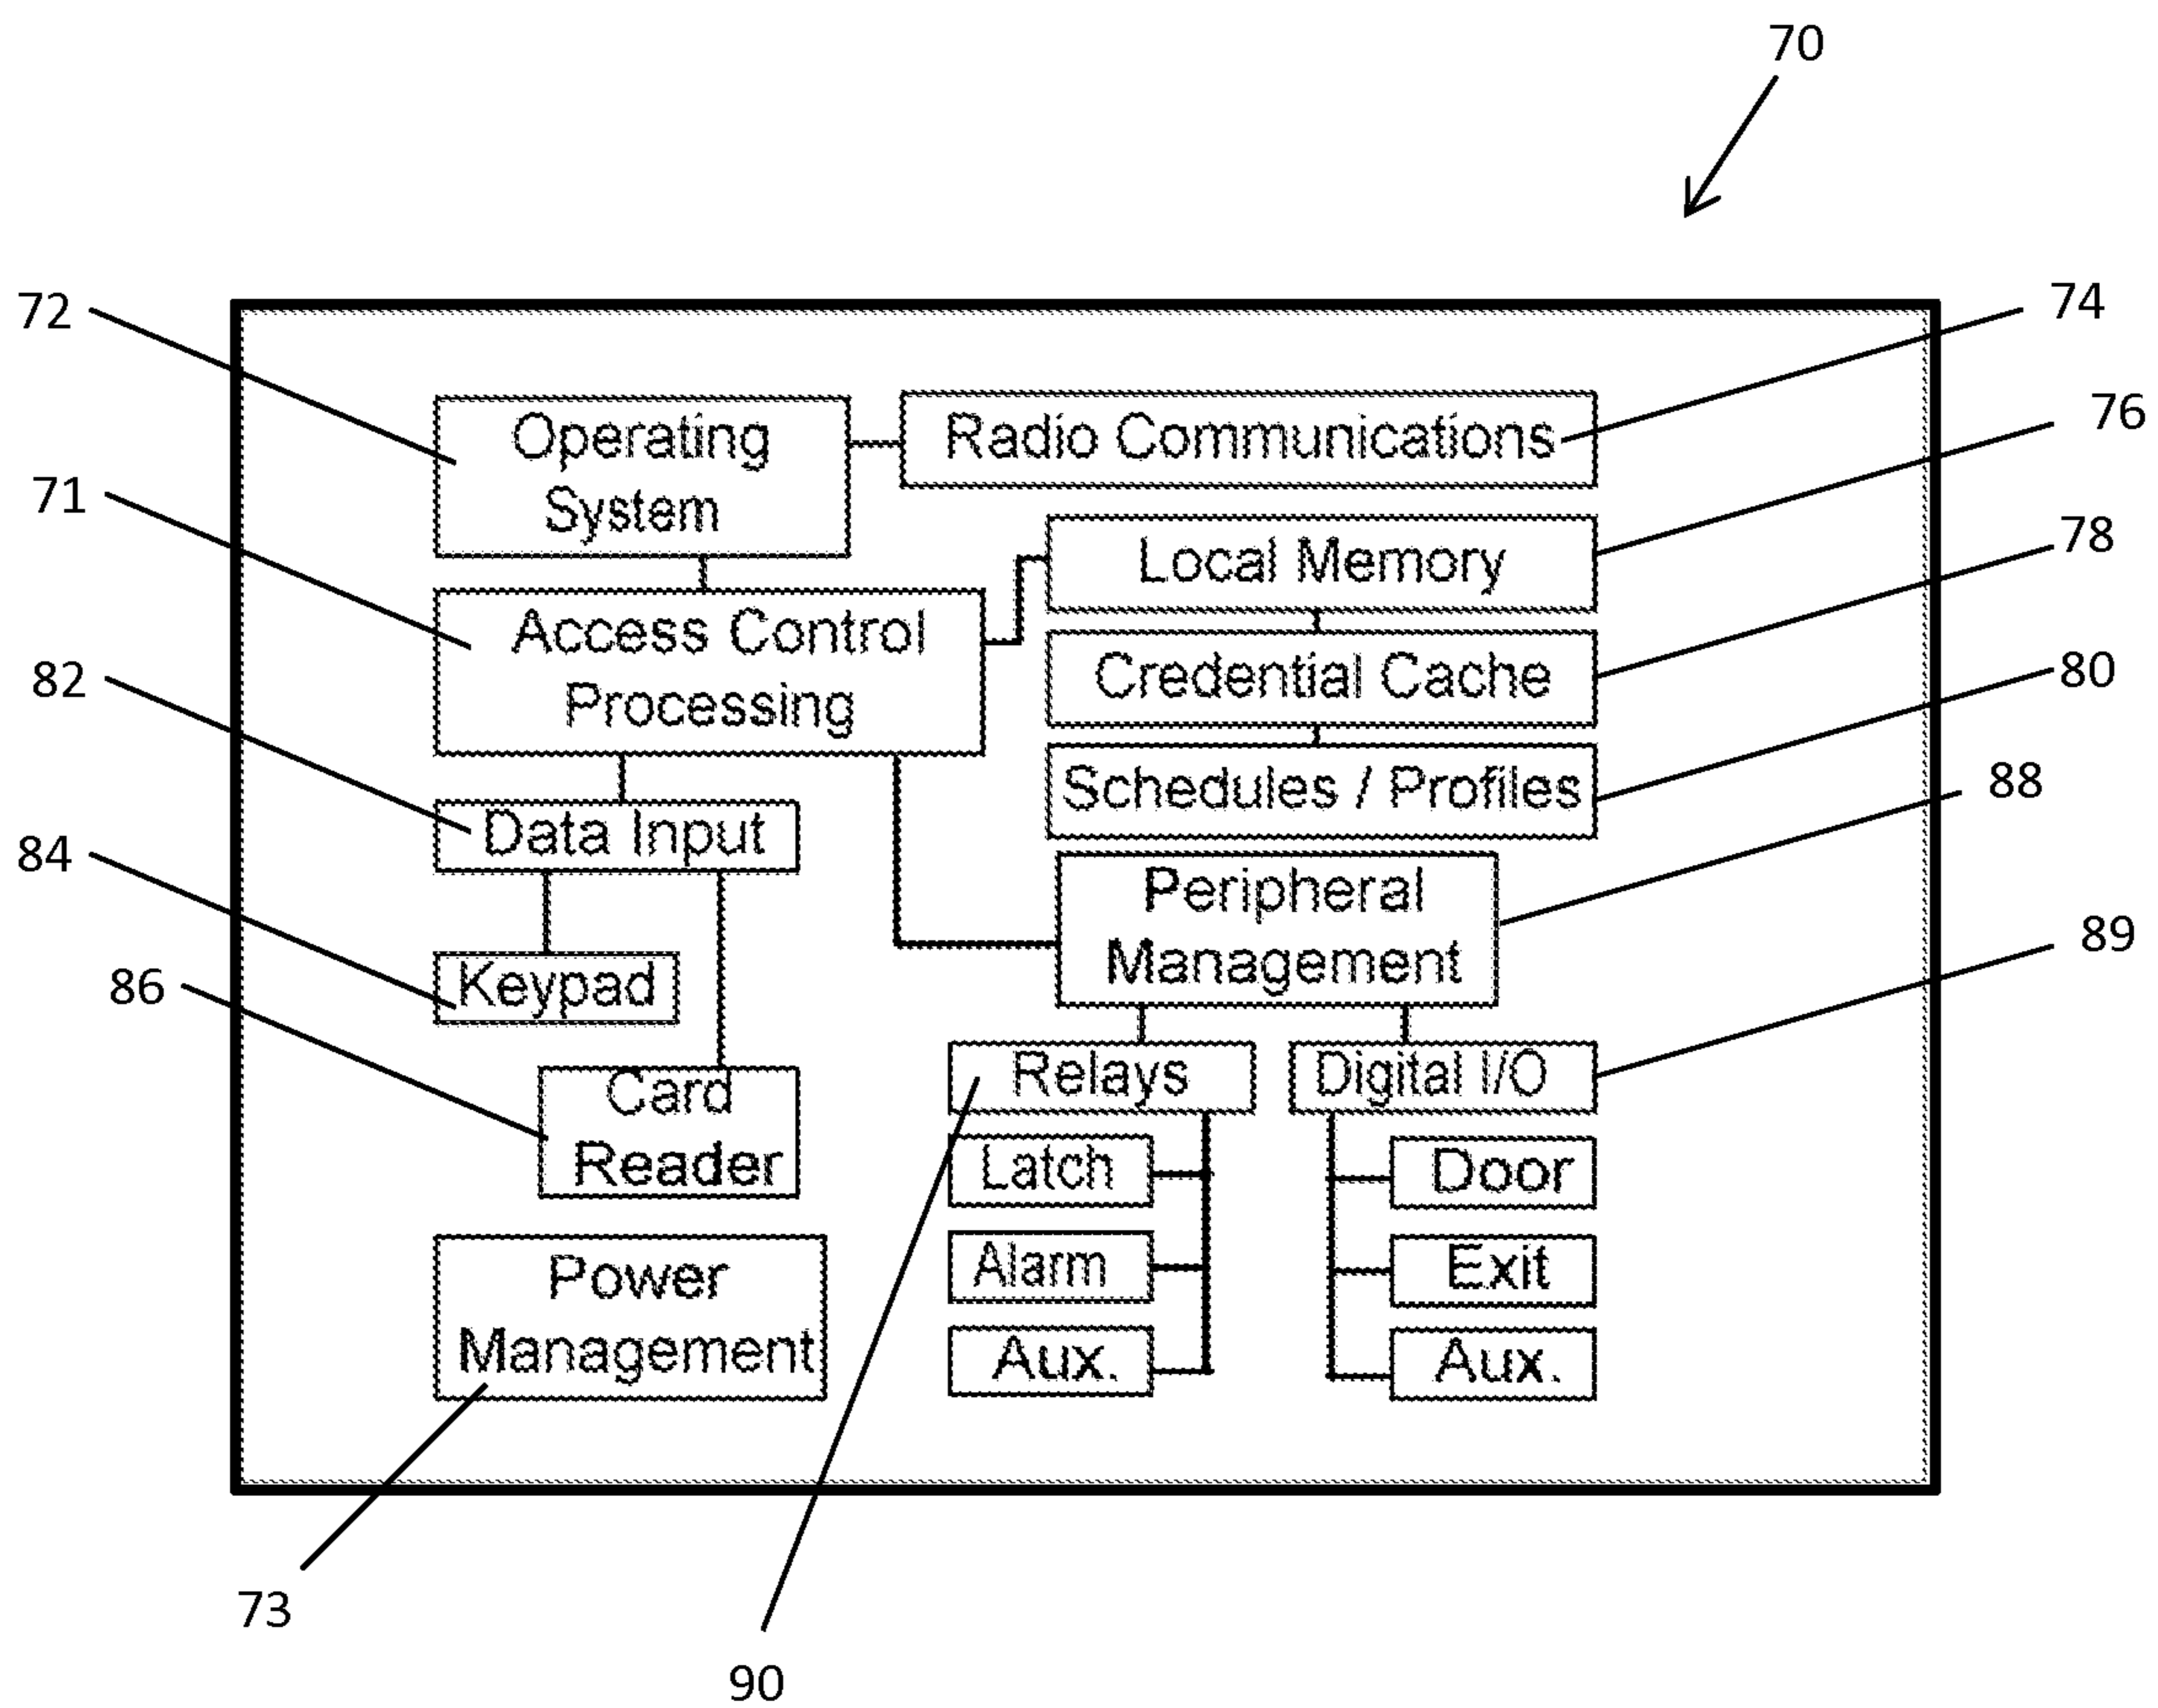 70
72
74
76
Operating
System
Radio Communications
71
78
Local Memory
Access Control
Processing
82
80
Credential Cache
Schedules / Profiles
88
Data Input
84
Peripheral
Management
89
Keypad
86
Relays
Digital I/O
Card
Reader
Latch
Door
Power
Management
Alarm
Exit
Aux.
Aux.
73
90